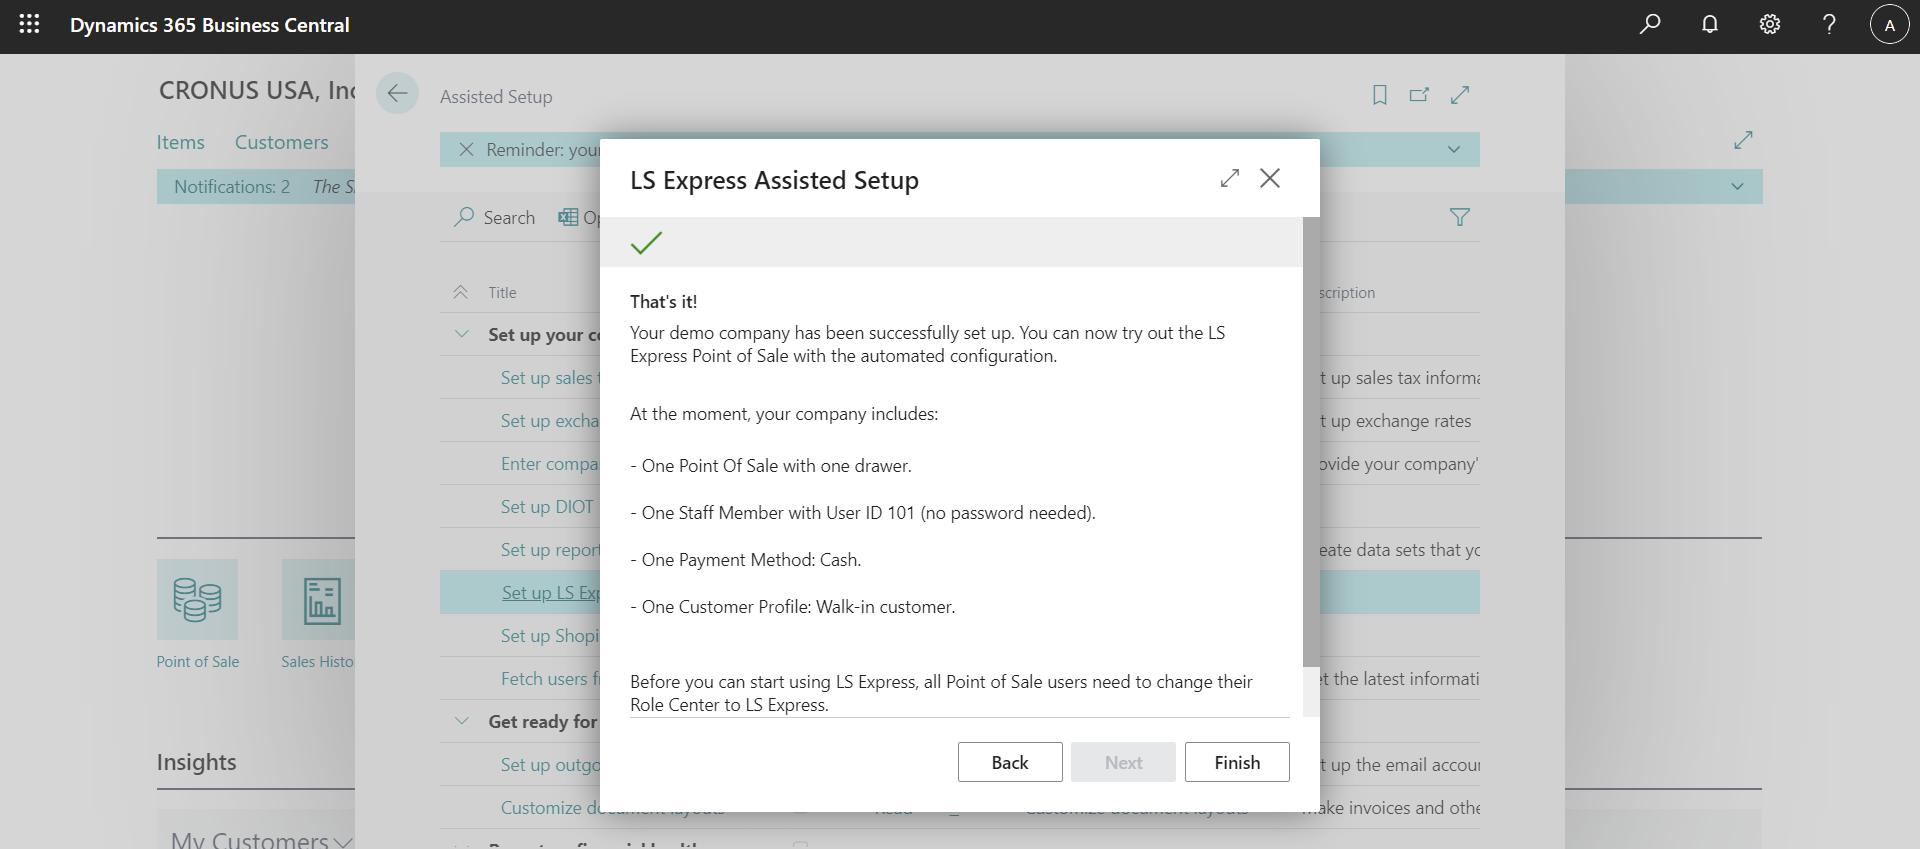 Dynamics 365 Business Central
A
CRONUS USA, Inc
Assisted Setup
Items Customers
Reminder: your
Notifications: 2 The S
LS Express Assisted Setup
Search Op
Title
scription
Set up your co
Set up sales t
t up sales tax informa
Set up excha
t up exchange rates
Enter compa
ovide your company'
Set up DIOT
Set up report
eate data sets that yo
Set up LS Exp
Set up Shopi
Fetch users f
et the latest informati
Get ready for
Set up outgo
t up the email accou
Customize document layouts Read Customize document layouts
ake invoices and othe
That's it!
Your demo company has been successfully set up. You can now try out the LS
Express Point of Sale with the automated configuration.
At the moment, your company includes:
- One Point Of Sale with one drawer.
- One Staff Member with User ID 101 (no password needed).
- One Payment Method: Cash.
- One Customer Profile: Walk-in customer.
Before you can start using LS Express, all Point of Sale users need to change their
Role Center to LS Express.
Back Next Finish
Point of Sale Sales Histo
Insights
My Customers